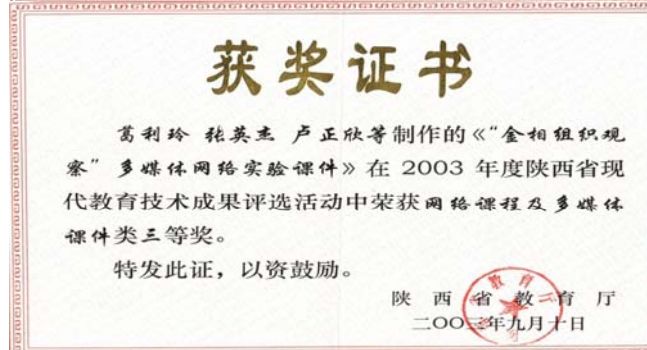 获奖证书
葛利玲 张英杰 卢正欣等制作的《“金相组织观
察”多媒体网络实验课件》在 2003 年度陕西省现
代教育技术成果评选活动中荣获网络课程及多媒体
课件类三等奖。
特发此证，以资鼓励。
陕西省教育厅
二〇〇三年九月十日